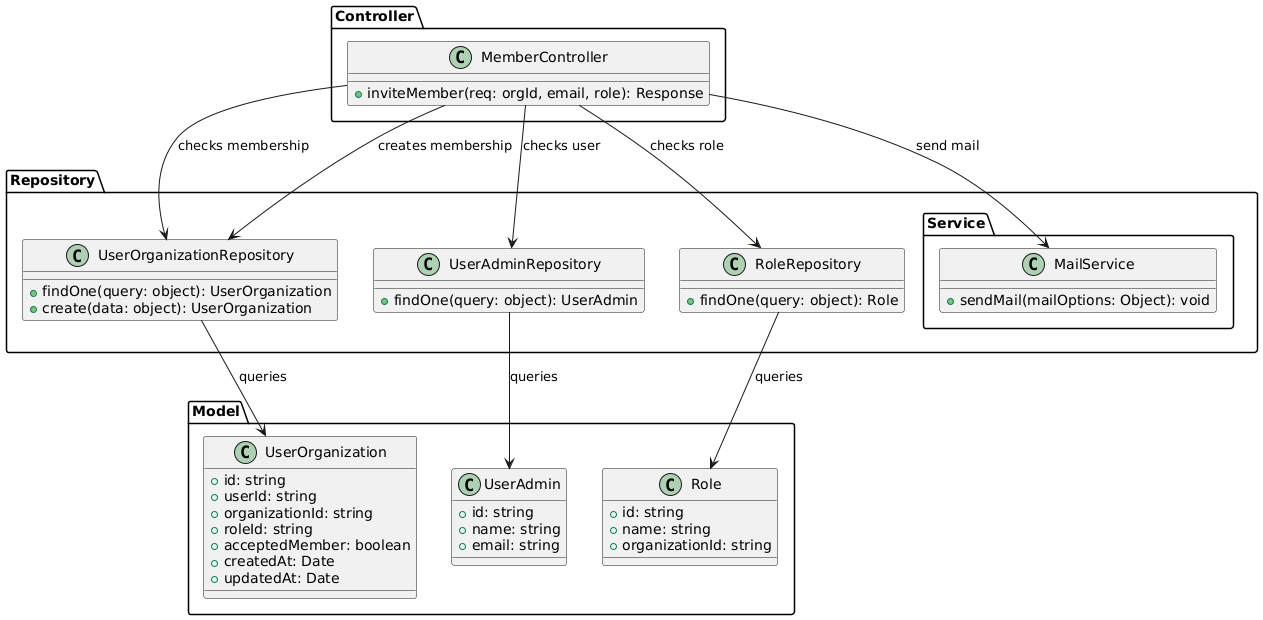 Controller
C MemberController
inviteMember(req: orgId, email, role): Response
checks membership
creates membership
checks user
checks role
send mail
Repository
Service
C UserOrganizationRepository
findOne(query: object): UserOrganization
create(data: object): UserOrganization
C UserAdminRepository
findOne(query: object): UserAdmin
C RoleRepository
findOne(query: object): Role
C MailService
sendMail(mailOptions: Object): void
queries
queries
queries
Model
C UserOrganization
id: string
userId: string
organizationId: string
roleId: string
acceptedMember: boolean
createdAt: Date
updatedAt: Date
C UserAdmin
id: string
name: string
email: string
C Role
id: string
name: string
organizationId: string